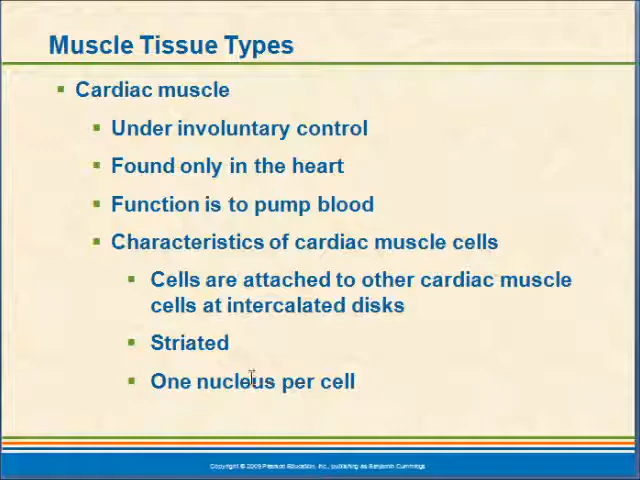 Muscle Tissue Types
▪ Cardiac muscle
▪ Under involuntary control
▪ Found only in the heart
▪ Function is to pump blood
▪ Characteristics of cardiac muscle cells
▪ Cells are attached to other cardiac muscle
cells at intercalated disks
▪ Striated
▪ One nucleus per cell
Copyright © 2009 Pearson Education, Inc., publishing as Benjamin Cummings